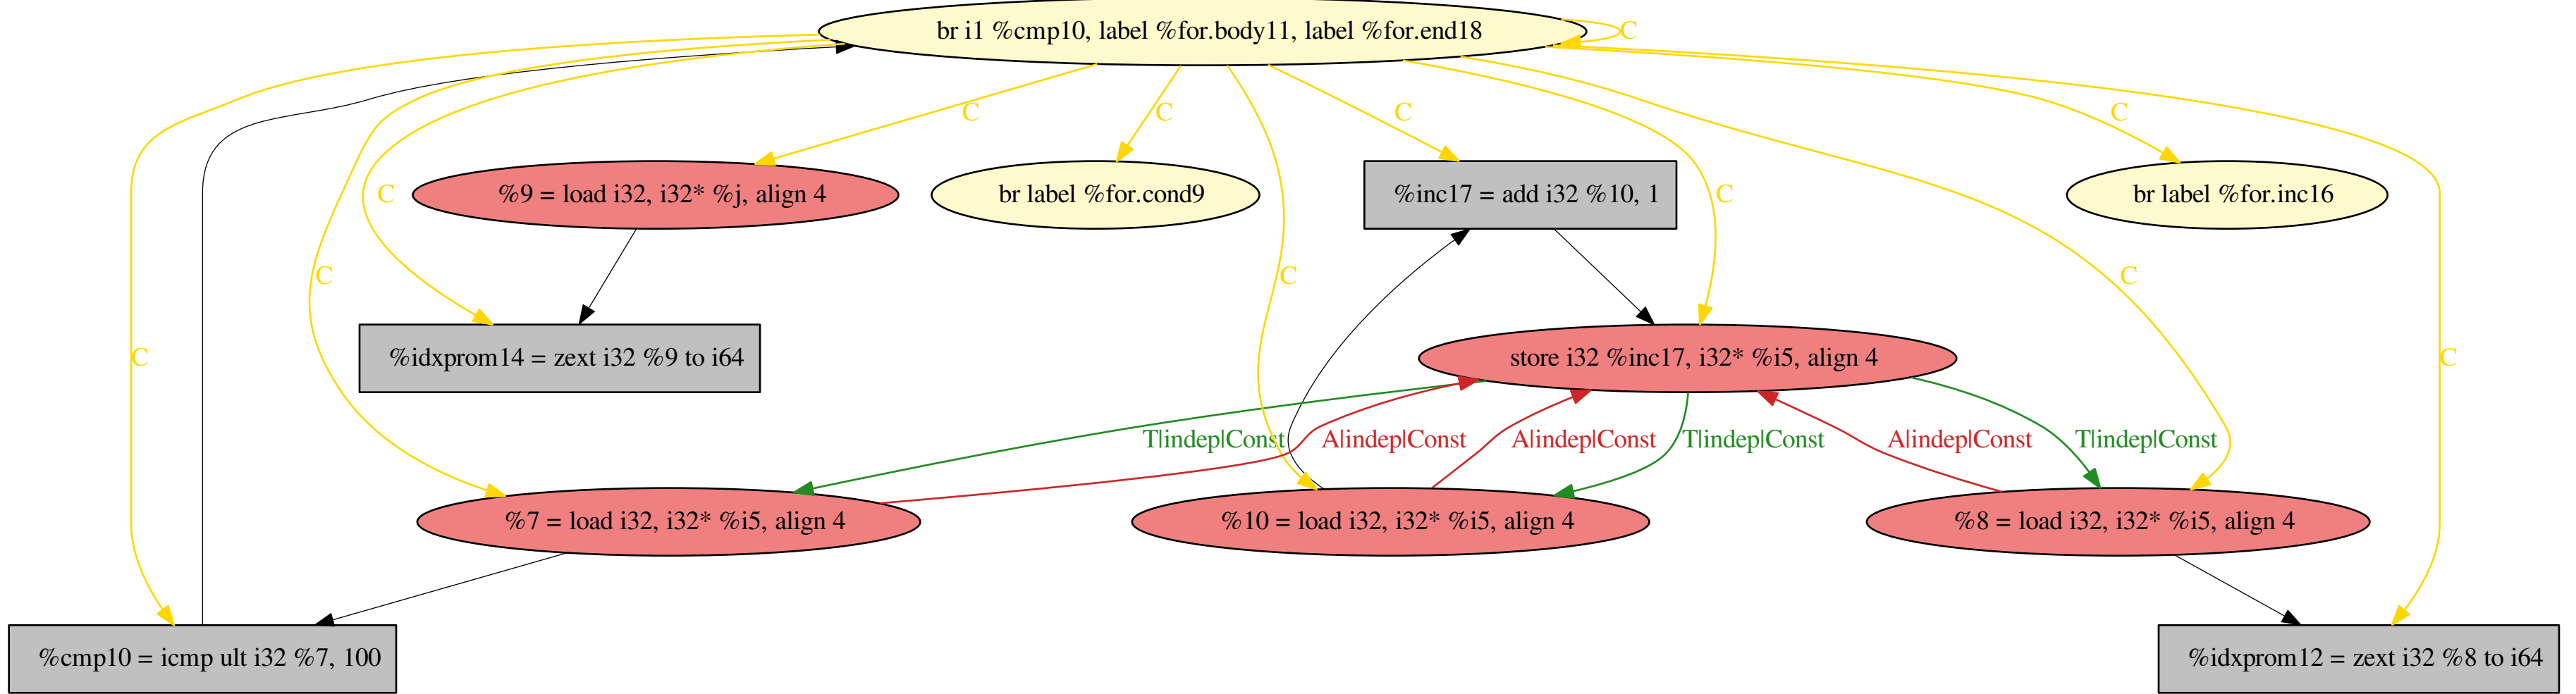 br i1 %cmp10, label %for.body11, label %for.end18
C
C
C
C
C
C
%9 = load i32, i32* %j, align 4
br label %for.cond9
%inc17 = add i32 %10, 1
br label %for.inc16
C
C
C
C
C
%idxprom14 = zext i32 %9 to i64
store i32 %inc17, i32* %i5, align 4
C
C
T|indep|Const
A|indep|Const
A|indep|Const
T|indep|Const
A|indep|Const
T|indep|Const
%7 = load i32, i32* %i5, align 4
%10 = load i32, i32* %i5, align 4
%8 = load i32, i32* %i5, align 4
%cmp10 = icmp ult i32 %7, 100
%idxprom12 = zext i32 %8 to i64